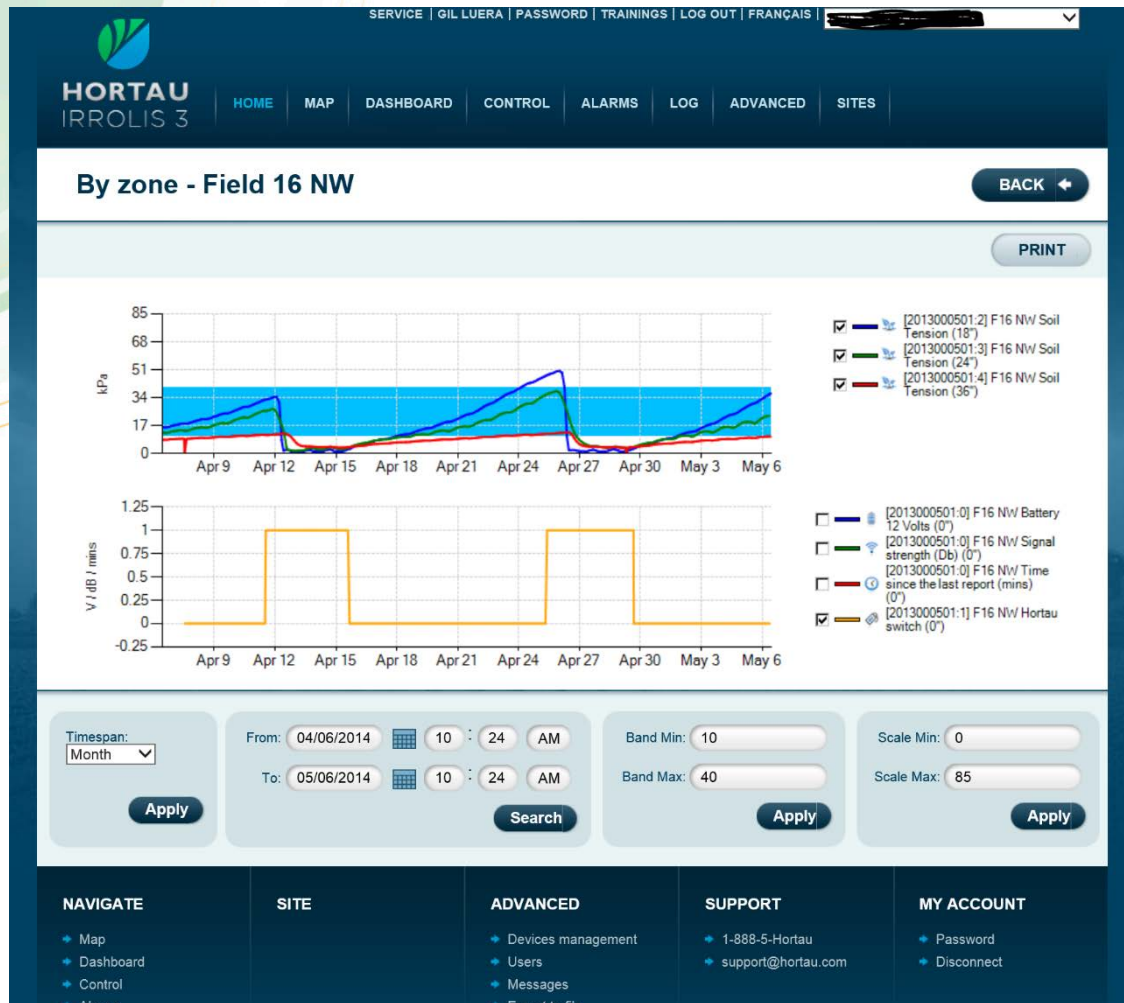 SERVICE | GIL LUERA | PASSWORD | TRAININGS | LOG OUT | FRANÇAIS |
HORTAU
IRROLIS 3
HOME MAP DASHBOARD CONTROL ALARMS LOG ADVANCED SITES
By zone - Field 16 NW
BACK
PRINT
85
68
51
34
17
0
kPa
Apr 9 Apr 12 Apr 15 Apr 18 Apr 21 Apr 24 Apr 27 Apr 30 May 3 May 6
[2013000501:2] F16 NW Soil
Tension (18")
[2013000501:3] F16 NW Soil
Tension (24")
[2013000501:4] F16 NW Soil
Tension (36")
1.25
1
0.75
0.5
0.25
0
-0.25
V / dB / mins
Apr 9 Apr 12 Apr 15 Apr 18 Apr 21 Apr 24 Apr 27 Apr 30 May 3 May 6
[2013000501:0] F16 NW Battery
12 Volts (0")
[2013000501:0] F16 NW Signal
strength (Db) (0")
[2013000501:0] F16 NW Time
since the last report (mins)
(0")
[2013000501:1] F16 NW Hortau
switch (0")
Timespan:
Month
Apply
From: 04/06/2014 10 : 24 AM
To: 05/06/2014 10 : 24 AM
Search
Band Min: 10
Band Max: 40
Apply
Scale Min: 0
Scale Max: 85
Apply
NAVIGATE
Map
Dashboard
Control
SITE
ADVANCED
Devices management
Users
Messages
SUPPORT
1-888-5-Hortau
support@hortau.com
MY ACCOUNT
Password
Disconnect